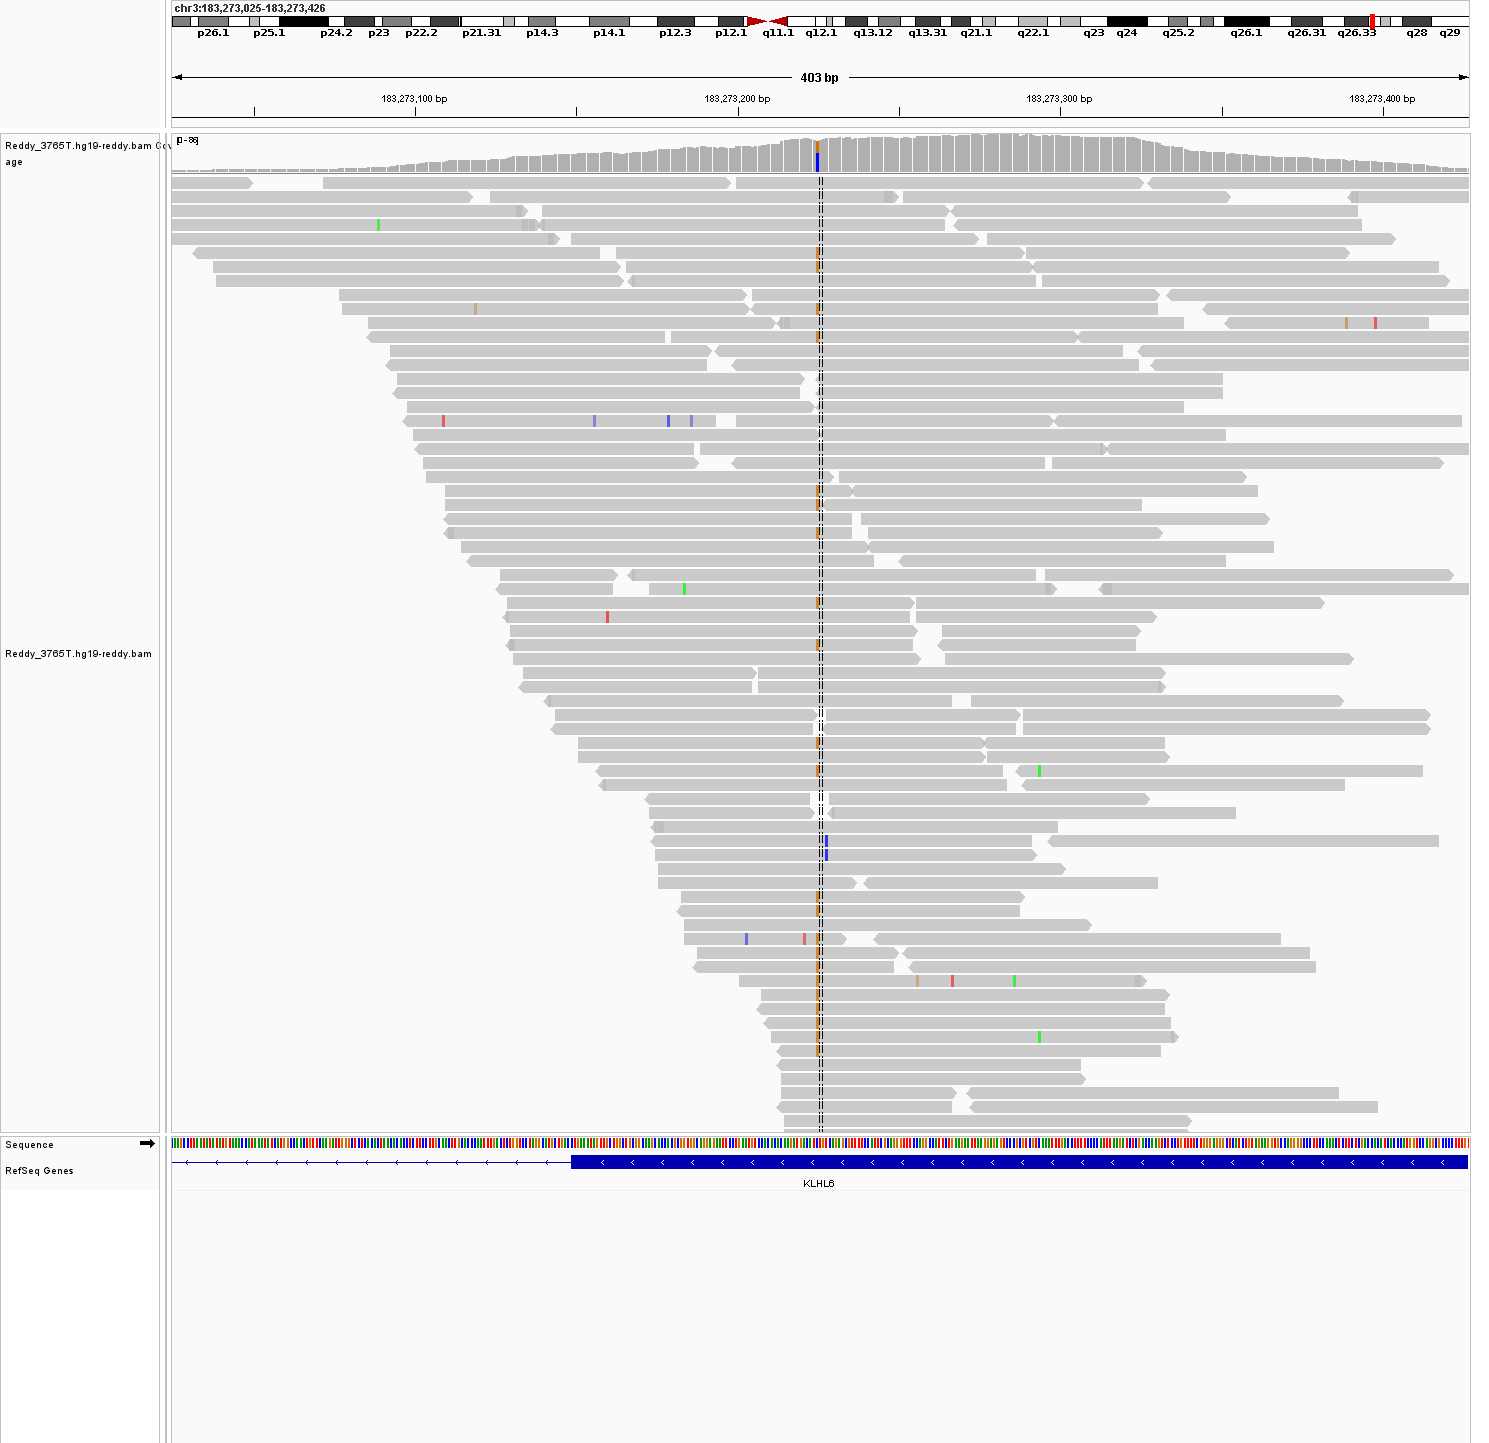 chr3:183,273,025-183,273,426
p26.1 p25.1 p24.2 p23 p22.2 p21.31 p14.3 p14.1 p12.3 p12.1 q11.1 q12.1 q13.12 q13.31 q21.1 q22.1 q23 q24 q25.2 q26.1 q26.31 q26.33 q28 q29
403 bp
183,273,100 bp 183,273,200 bp 183,273,300 bp 183,273,400 bp
Reddy_3765T.hg19-reddy.bam Cov
age
[0 - 86]
Reddy_3765T.hg19-reddy.bam
Sequence
RefSeq Genes
KLHL6